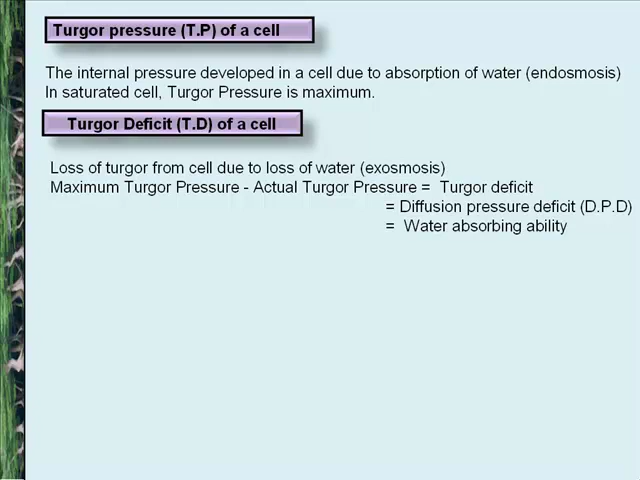 Turgor pressure (T.P) of a cell
The internal pressure developed in a cell due to absorption of water (endosmosis)
In saturated cell, Turgor Pressure is maximum.
Turgor Deficit (T.D) of a cell
Loss of turgor from cell due to loss of water (exosmosis)
Maximum Turgor Pressure - Actual Turgor Pressure = Turgor deficit
= Diffusion pressure deficit (D.P.D)
= Water absorbing ability